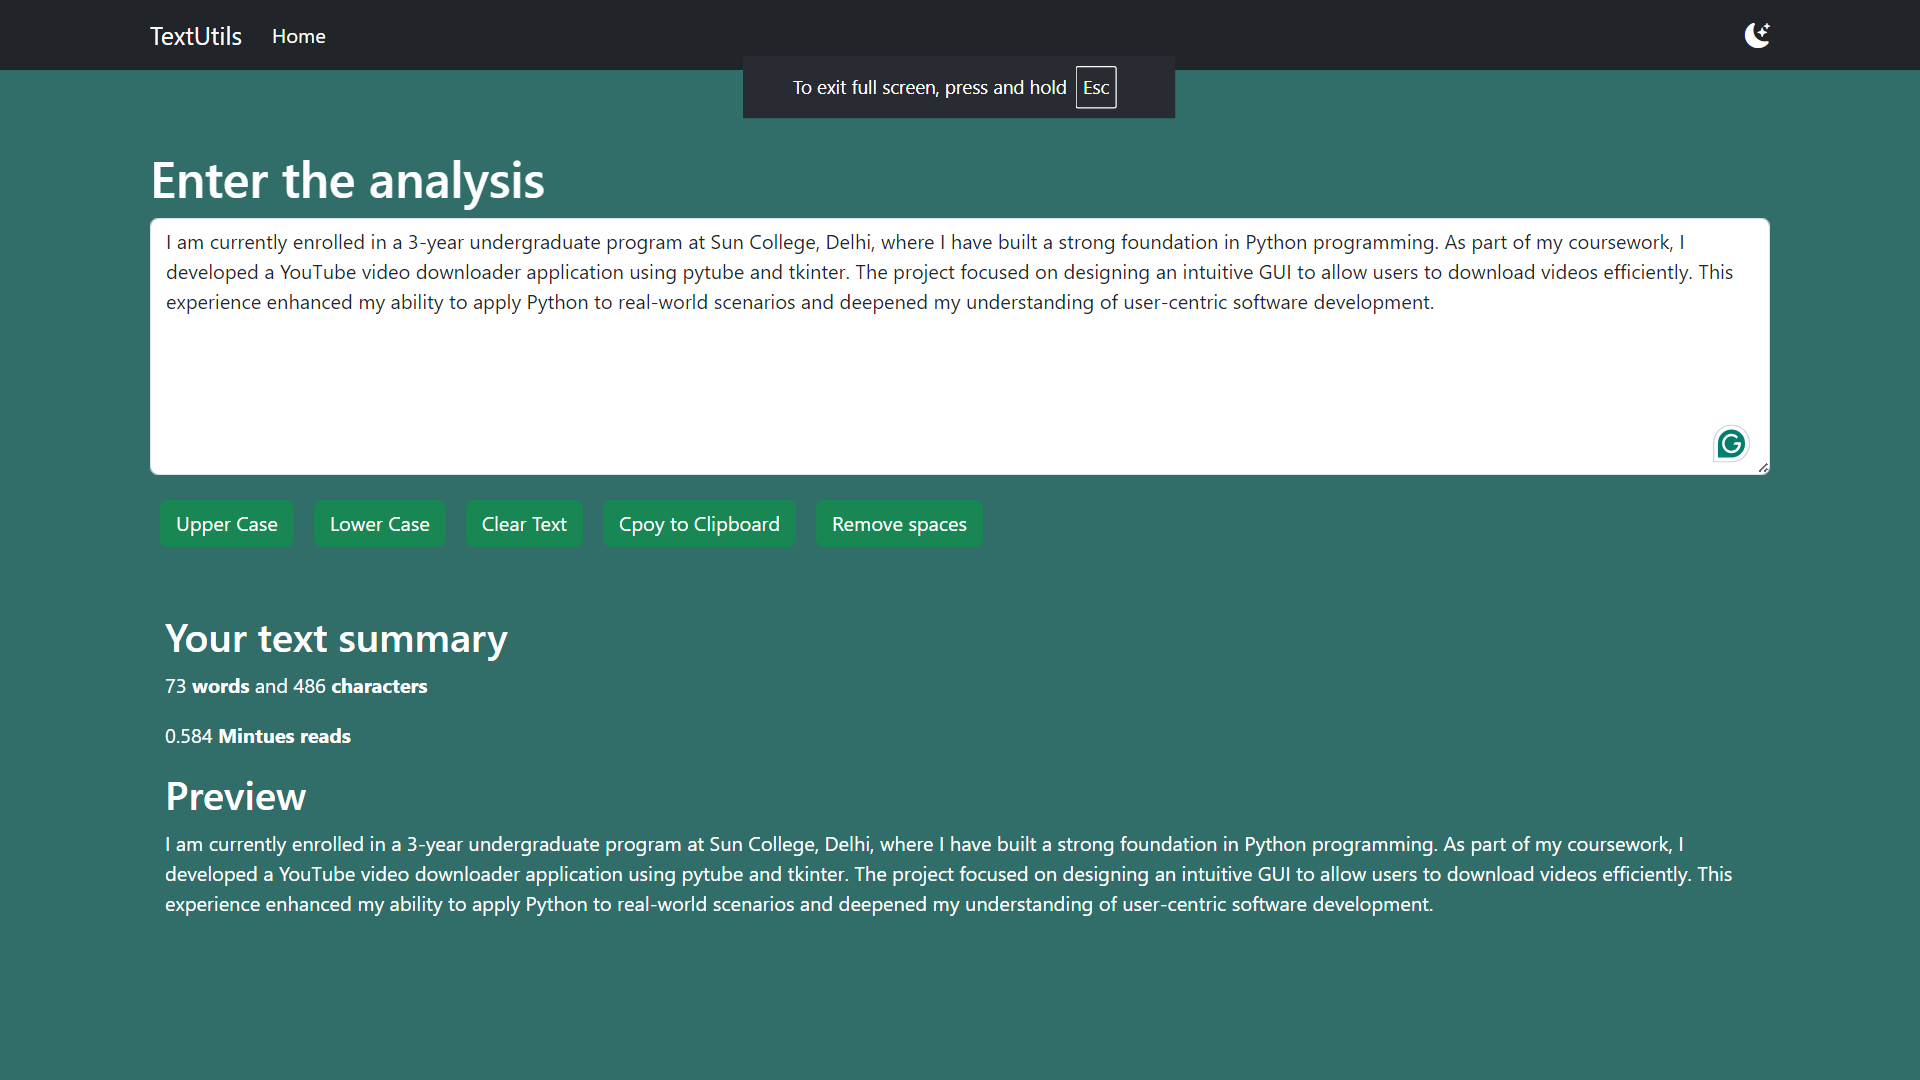 TextUtils Home
To exit full screen, press and hold Esc
Enter the analysis
I am currently enrolled in a 3-year undergraduate program at Sun College, Delhi, where I have built a strong foundation in Python programming. As part of my coursework, I
developed a YouTube video downloader application using pytube and tkinter. The project focused on designing an intuitive GUI to allow users to download videos efficiently. This
experience enhanced my ability to apply Python to real-world scenarios and deepened my understanding of user-centric software development.
Upper Case Lower Case Clear Text Cpoy to Clipboard Remove spaces
Your text summary
73 words and 486 characters
0.584 Mintues reads
Preview
I am currently enrolled in a 3-year undergraduate program at Sun College, Delhi, where I have built a strong foundation in Python programming. As part of my coursework, I
developed a YouTube video downloader application using pytube and tkinter. The project focused on designing an intuitive GUI to allow users to download videos efficiently. This
experience enhanced my ability to apply Python to real-world scenarios and deepened my understanding of user-centric software development.